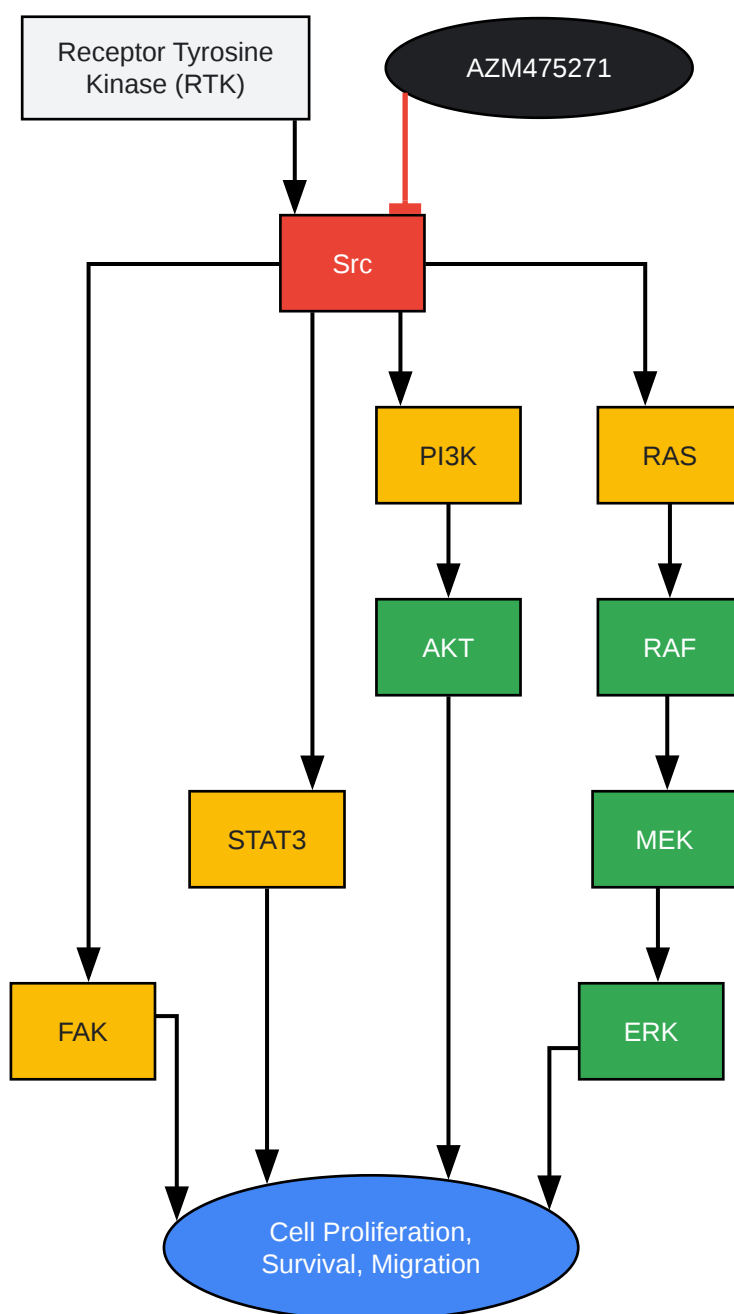 Receptor Tyrosine
Kinase (RTK)
AZM475271
Src
PI3K
RAS
AKT
RAF
STAT3
MEK
FAK
ERK
Cell Proliferation,
Survival, Migration